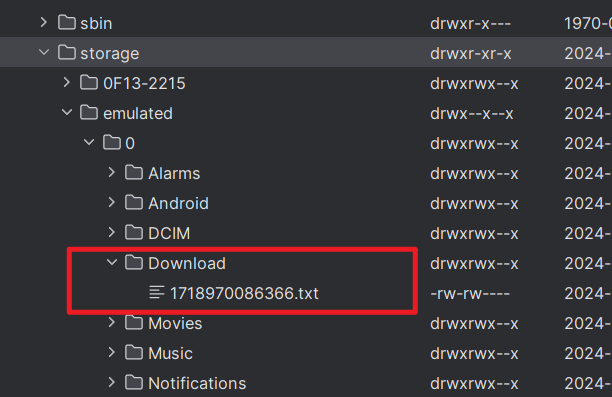 sbin drwxr-x--- 1970-0
storage drwxr-xr-x 2024-
0F13-2215 drwxrwx--x 2024-
emulated drwx--x--x 2024-
0 drwxrwx--x 2024-
Alarms drwxrwx--x 2024-
Android drwxrwx--x 2024-
DCIM drwxrwx--x 2024-
Download drwxrwx--x 2024-
1718970086366.txt -rw-rw---- 2024-
Movies drwxrwx--x 2024-
Music drwxrwx--x 2024-
Notifications drwxrwx--x 2024-